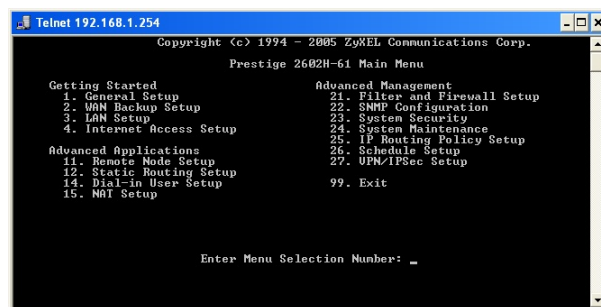 Telnet 192.168.1.254
Copyright (c) 1994 - 2005 ZyXEL Communications Corp.
Prestige 2602H-61 Main Menu
Getting Started
1. General Setup
2. WAN Backup Setup
3. LAN Setup
4. Internet Access Setup
Advanced Applications
11. Remote Node Setup
12. Static Routing Setup
14. Dial-in User Setup
15. NAT Setup
Advanced Management
21. Filter and Firewall Setup
22. SNMP Configuration
23. System Security
24. System Maintenance
25. IP Routing Policy Setup
26. Schedule Setup
27. VPN/IPSec Setup
99. Exit
Enter Menu Selection Number: _